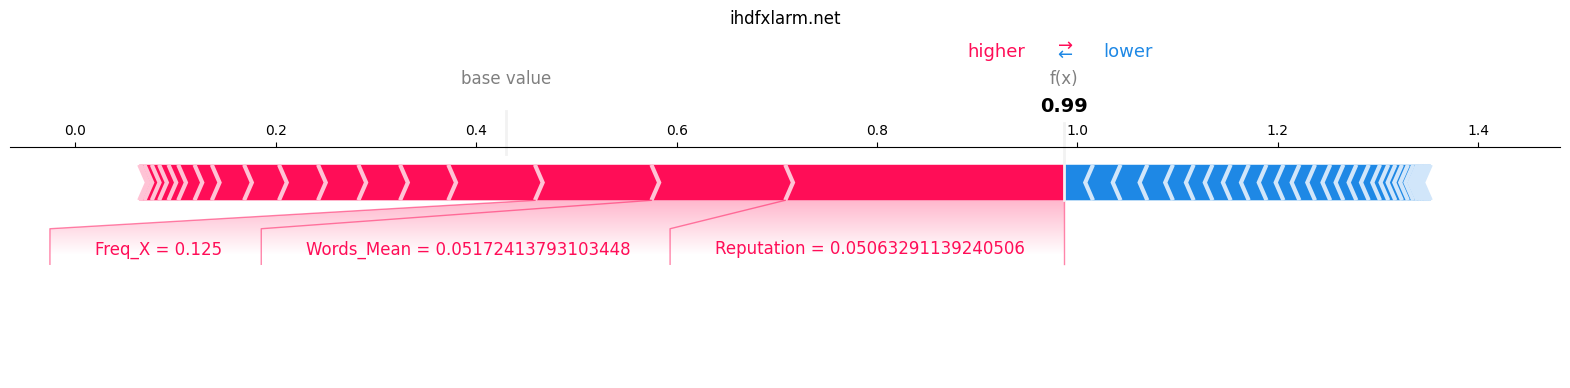 ihdfxlarm.net
higher ⇄ lower
base value f(x)
0.99
0.0 0.2 0.4 0.6 0.8 1.0 1.2 1.4
Freq_X = 0.125 Words_Mean = 0.05172413793103448 Reputation = 0.05063291139240506